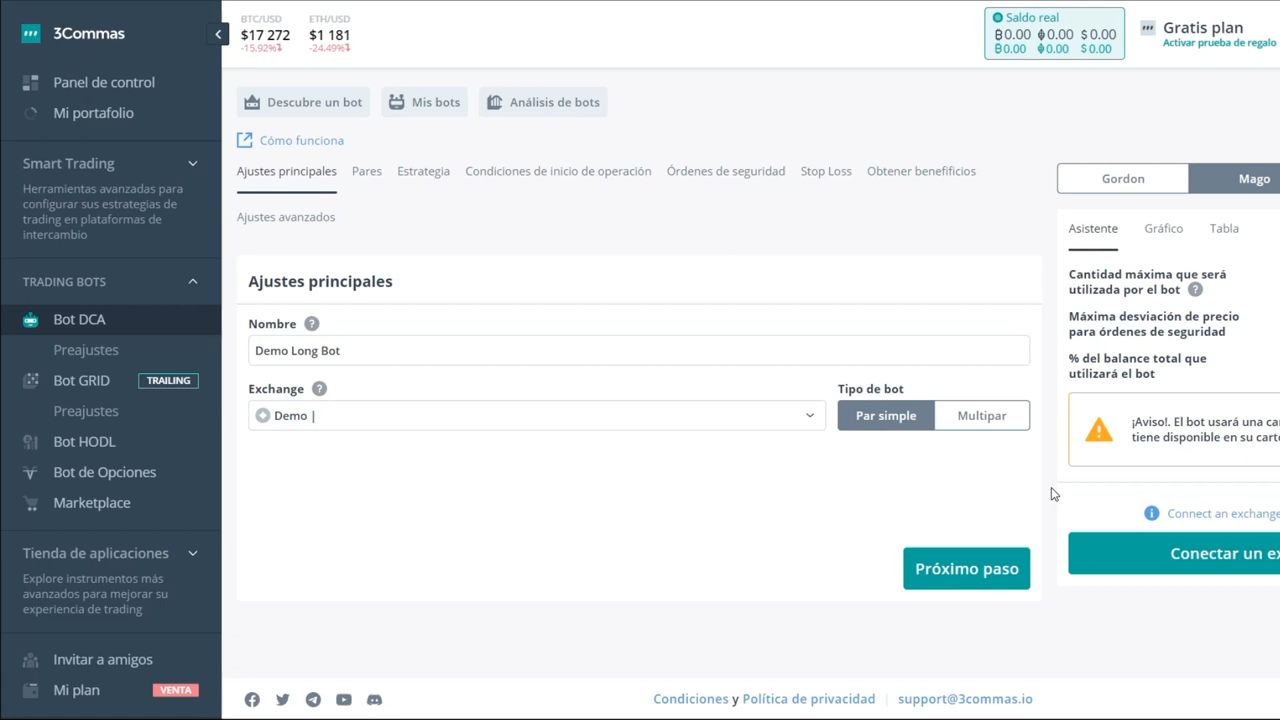 3Commas
Panel de control
Mi portafolio
Smart Trading
Herramientas avanzadas para
configurar sus estrategias de
trading en plataformas de
intercambio
TRADING BOTS
Bot DCA
Preajustes
Bot GRID TRAILING
Preajustes
Bot HODL
Bot de Opciones
Marketplace
Tienda de aplicaciones
Explore instrumentos más
avanzados para mejorar su
experiencia de trading
Invitar a amigos
Mi plan VENTA
BTC/USD ETH/USD
$17 272 $1 181
-15.92% -24.49%
Saldo real
0.00 0.00 $0.00
0.00 0.00 $0.00
Gratis plan
Activar prueba de regalo
Descubre un bot Mis bots Análisis de bots
Cómo funciona
Ajustes principales Pares Estrategia Condiciones de inicio de operación Órdenes de seguridad Stop Loss Obtener benefificios
Ajustes avanzados
Ajustes principales
Nombre ?
Demo Long Bot
Exchange ? Tipo de bot
Demo | Par simple Multipar
Próximo paso
Gordon Mago
Asistente Gráfico Tabla
Cantidad máxima que será
utilizada por el bot ?
Máxima desviación de precio
para órdenes de seguridad
% del balance total que
utilizará el bot
¡Aviso!. El bot usará una ca
tiene disponible en su carte
Connect an exchange
Conectar un ex
Condiciones y Política de privacidad | support@3commas.io